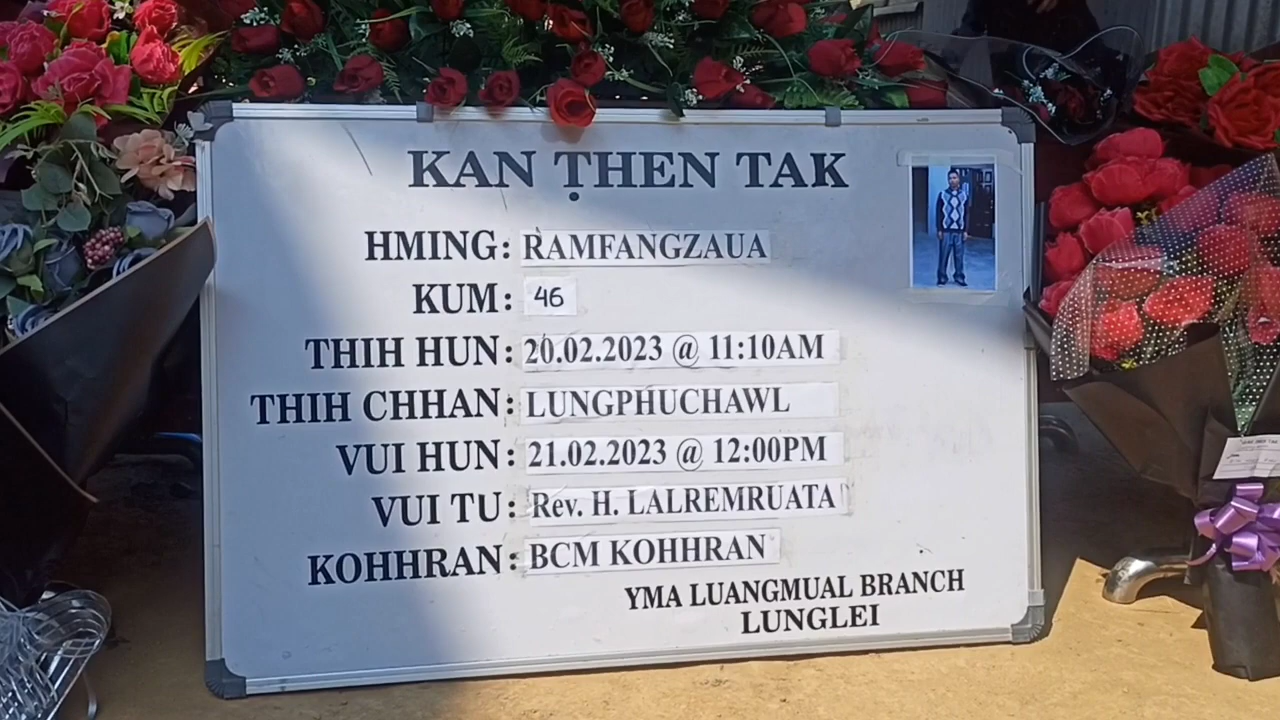 KAN ṬHEN TAK
HMING: RAMFANGZAUA
KUM: 46
THIH HUN: 20.02.2023 @ 11:10AM
THIH CHHAN: LUNGPHUCHAWL
VUI HUN: 21.02.2023 @ 12:00PM
VUI TU: Rev. H. LALREMRUATA
KOHHRAN: BCM KOHHRAN
YMA LUANGMUAL BRANCH
LUNGLEI